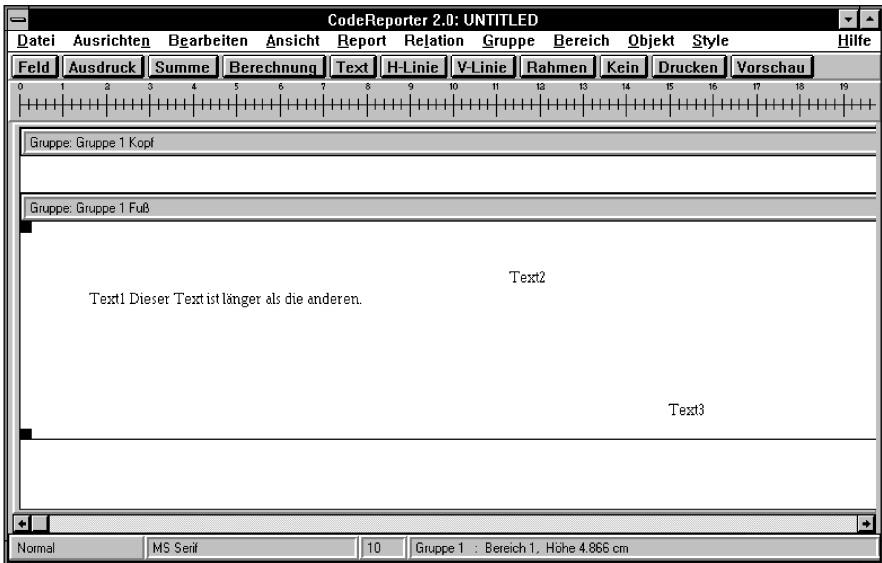 CodeReporter 2.0: UNTITLED
Datei Ausrichten Bearbeiten Ansicht Report Relation Gruppe Bereich Objekt Style Hilfe
Feld Ausdruck Summe Berechnung Text H-Linie V-Linie Rahmen Kein Drucken Vorschau
0 1 2 3 4 5 6 7 8 9 10 11 12 13 14 15 16 17 18 19
Gruppe: Gruppe 1 Kopf
Gruppe: Gruppe 1 Fuß
Text2
Text1 Dieser Text ist länger als die anderen.
Text3
Normal MS Serif 10 Gruppe 1 : Bereich 1, Höhe 4.866 cm